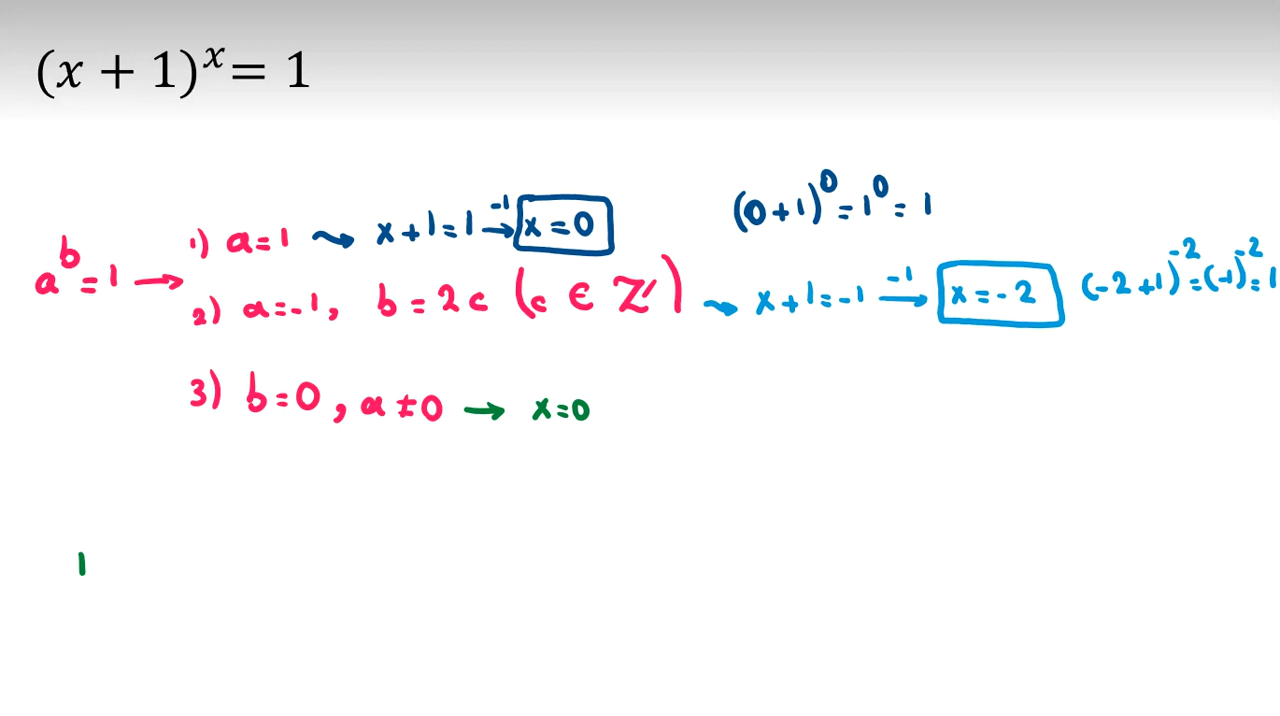 (x + 1)^x = 1
1) a=1 ⇝ x+1=1 →^-1 x=0 (0+1)^0=1^0=1
a^b=1 →
2) a=-1, b=2c (c ∈ ℤ) ⇝ x+1=-1 →^-1 x=-2 (-2+1)^-2=(-1)^-2=1
3) b=0, a≠0 → x=0
1